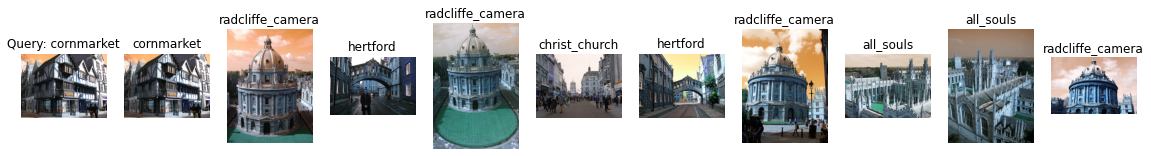 Query: cornmarket
cornmarket
radcliffe_camera
hertford
radcliffe_camera
christ_church
hertford
radcliffe_camera
all_souls
all_souls
radcliffe_camera